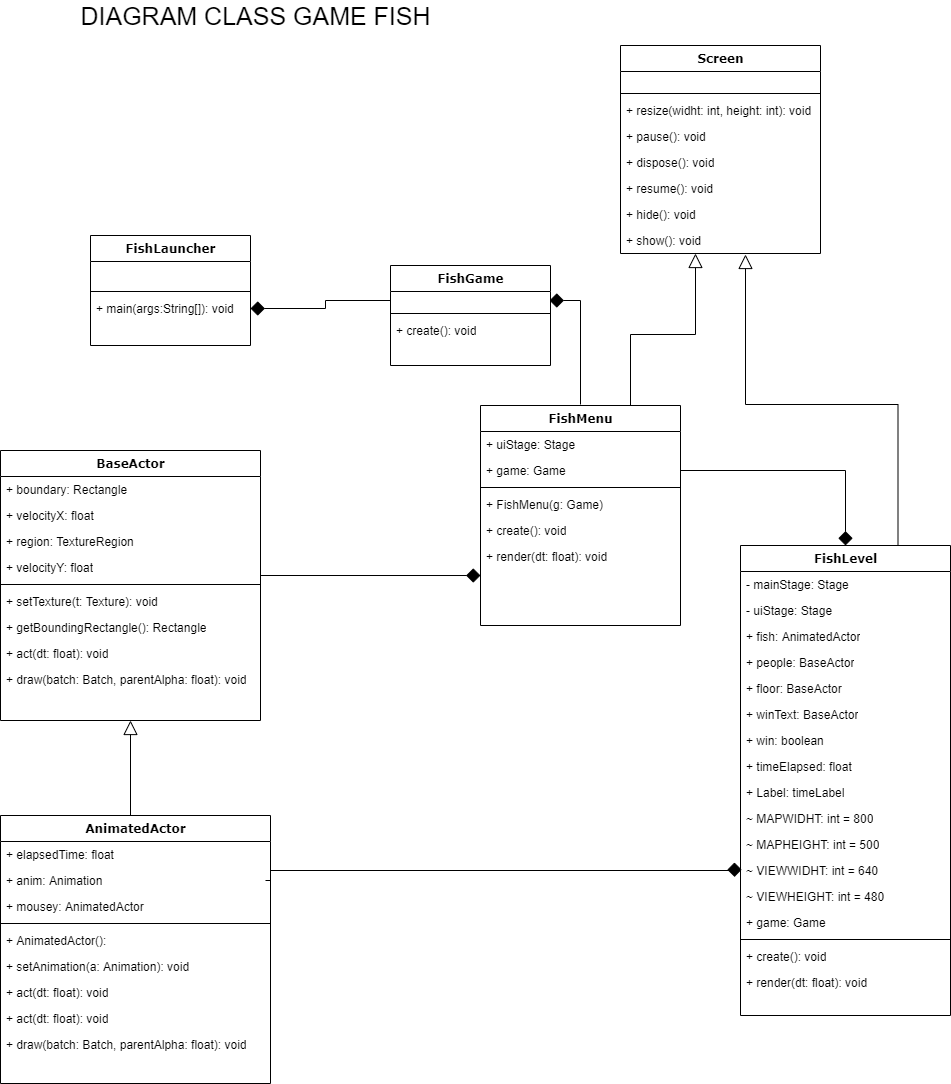 DIAGRAM CLASS GAME FISH
Screen
+ resize(widht: int, height: int): void
+ pause(): void
+ dispose(): void
+ resume(): void
+ hide(): void
+ show(): void
FishLauncher
+ main(args:String[]): void
FishGame
+ create(): void
FishMenu
+ uiStage: Stage
+ game: Game
+ FishMenu(g: Game)
+ create(): void
+ render(dt: float): void
BaseActor
+ boundary: Rectangle
+ velocityX: float
+ region: TextureRegion
+ velocityY: float
+ setTexture(t: Texture): void
+ getBoundingRectangle(): Rectangle
+ act(dt: float): void
+ draw(batch: Batch, parentAlpha: float): void
FishLevel
- mainStage: Stage
- uiStage: Stage
+ fish: AnimatedActor
+ people: BaseActor
+ floor: BaseActor
+ winText: BaseActor
+ win: boolean
+ timeElapsed: float
+ Label: timeLabel
~ MAPWIDHT: int = 800
~ MAPHEIGHT: int = 500
~ VIEWWIDHT: int = 640
~ VIEWHEIGHT: int = 480
+ game: Game
+ create(): void
+ render(dt: float): void
AnimatedActor
+ elapsedTime: float
+ anim: Animation
+ mousey: AnimatedActor
+ AnimatedActor():
+ setAnimation(a: Animation): void
+ act(dt: float): void
+ act(dt: float): void
+ draw(batch: Batch, parentAlpha: float): void